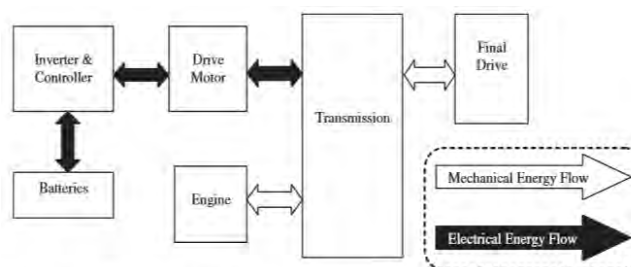 Inverter &
Controller
Drive
Motor
Transmission
Final
Drive
Batteries
Engine
Mechanical Energy Flow
Electrical Energy Flow